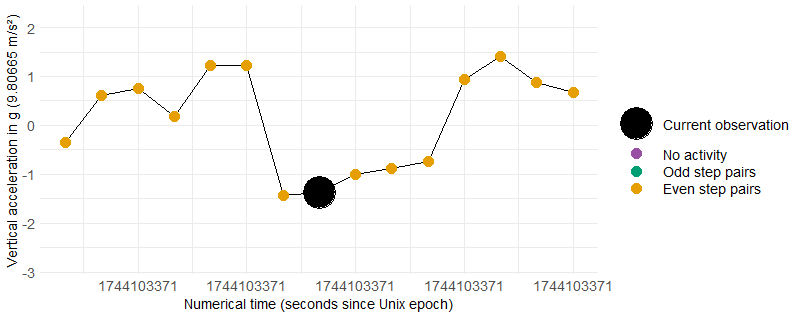 Vertical acceleration in g (9.80665 m/s²)
2
1
0
-1
-2
-3
1744103371 1744103371 1744103371 1744103371 1744103371
Numerical time (seconds since Unix epoch)
Current observation
No activity
Odd step pairs
Even step pairs